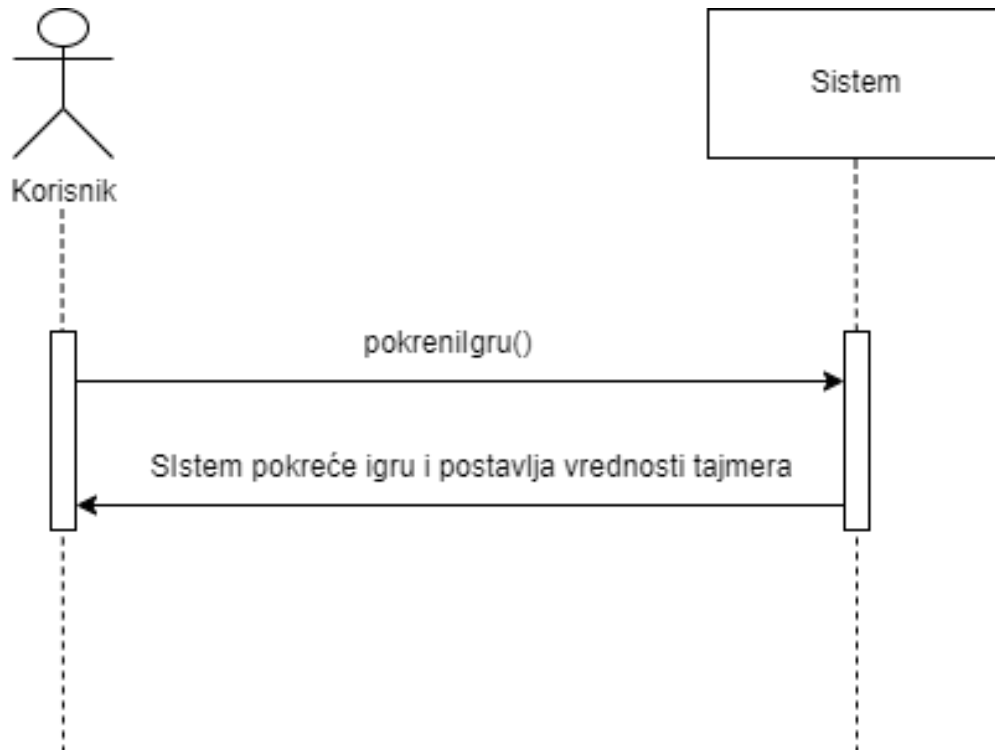 Sistem
Korisnik
pokreniIgru()
SIstem pokreće igru i postavlja vrednosti tajmera